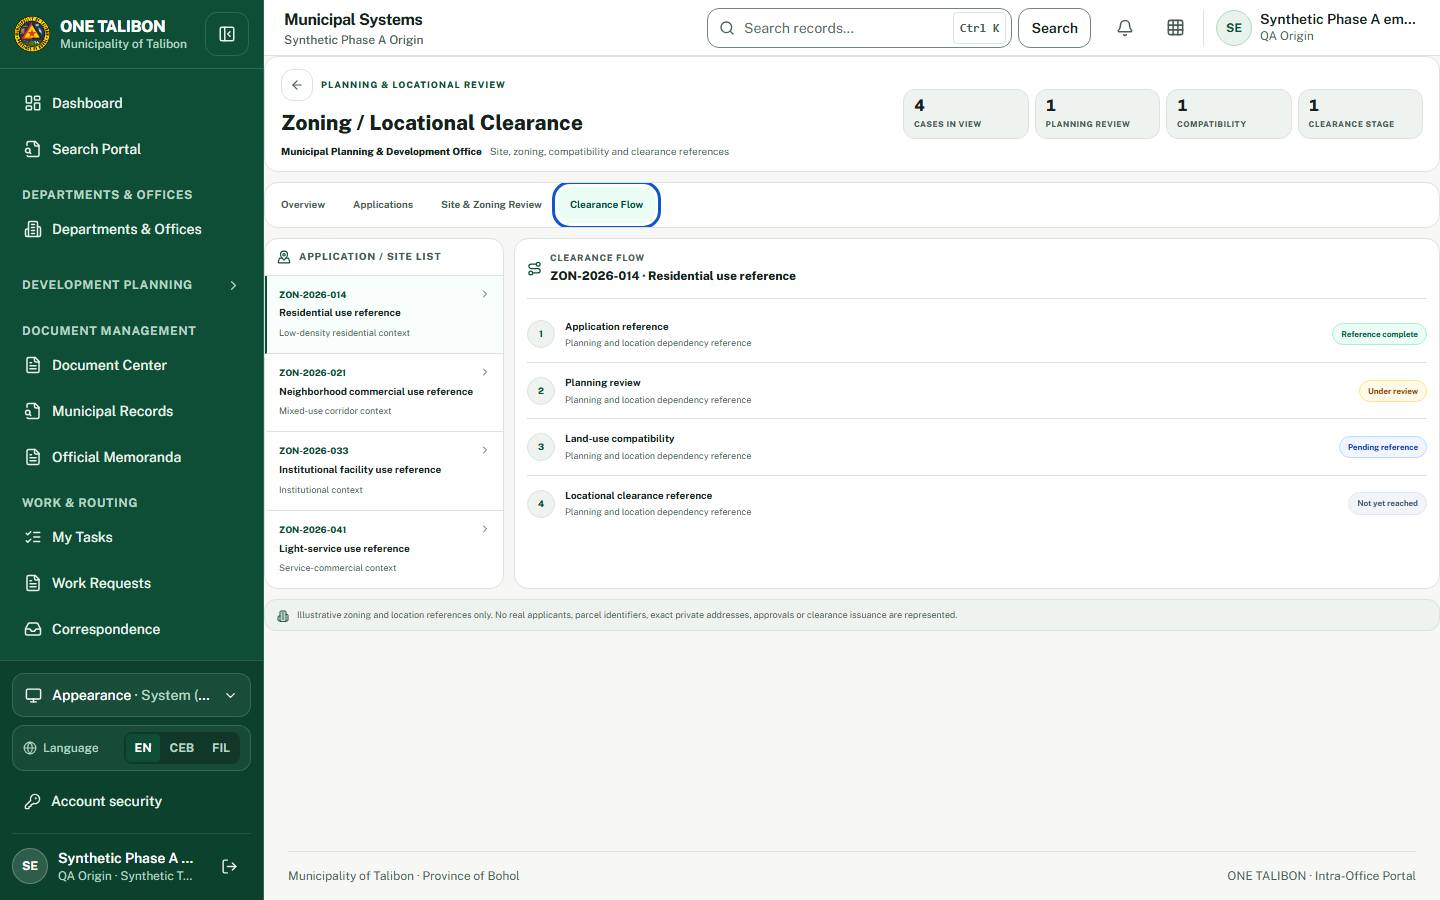 ONE TALIBON
Municipality of Talibon
Dashboard
Search Portal
DEPARTMENTS & OFFICES
Departments & Offices
DEVELOPMENT PLANNING
DOCUMENT MANAGEMENT
Document Center
Municipal Records
Official Memoranda
WORK & ROUTING
My Tasks
Work Requests
Correspondence
Appearance · System (...
Language EN CEB FIL
Account security
SE
Synthetic Phase A ...
QA Origin · Synthetic T...
Municipal Systems
Synthetic Phase A Origin
Search records... Ctrl K
Search
SE
Synthetic Phase A em...
QA Origin
PLANNING & LOCATIONAL REVIEW
Zoning / Locational Clearance
Municipal Planning & Development Office Site, zoning, compatibility and clearance references
4
CASES IN VIEW
1
PLANNING REVIEW
1
COMPATIBILITY
1
CLEARANCE STAGE
Overview Applications Site & Zoning Review Clearance Flow
APPLICATION / SITE LIST
ZON-2026-014
Residential use reference
Low-density residential context
ZON-2026-021
Neighborhood commercial use reference
Mixed-use corridor context
ZON-2026-033
Institutional facility use reference
Institutional context
ZON-2026-041
Light-service use reference
Service-commercial context
CLEARANCE FLOW
ZON-2026-014 · Residential use reference
1
Application reference
Planning and location dependency reference
Reference complete
2
Planning review
Planning and location dependency reference
Under review
3
Land-use compatibility
Planning and location dependency reference
Pending reference
4
Locational clearance reference
Planning and location dependency reference
Not yet reached
Illustrative zoning and location references only. No real applicants, parcel identifiers, exact private addresses, approvals or clearance issuance are represented.
Municipality of Talibon · Province of Bohol
ONE TALIBON · Intra-Office Portal